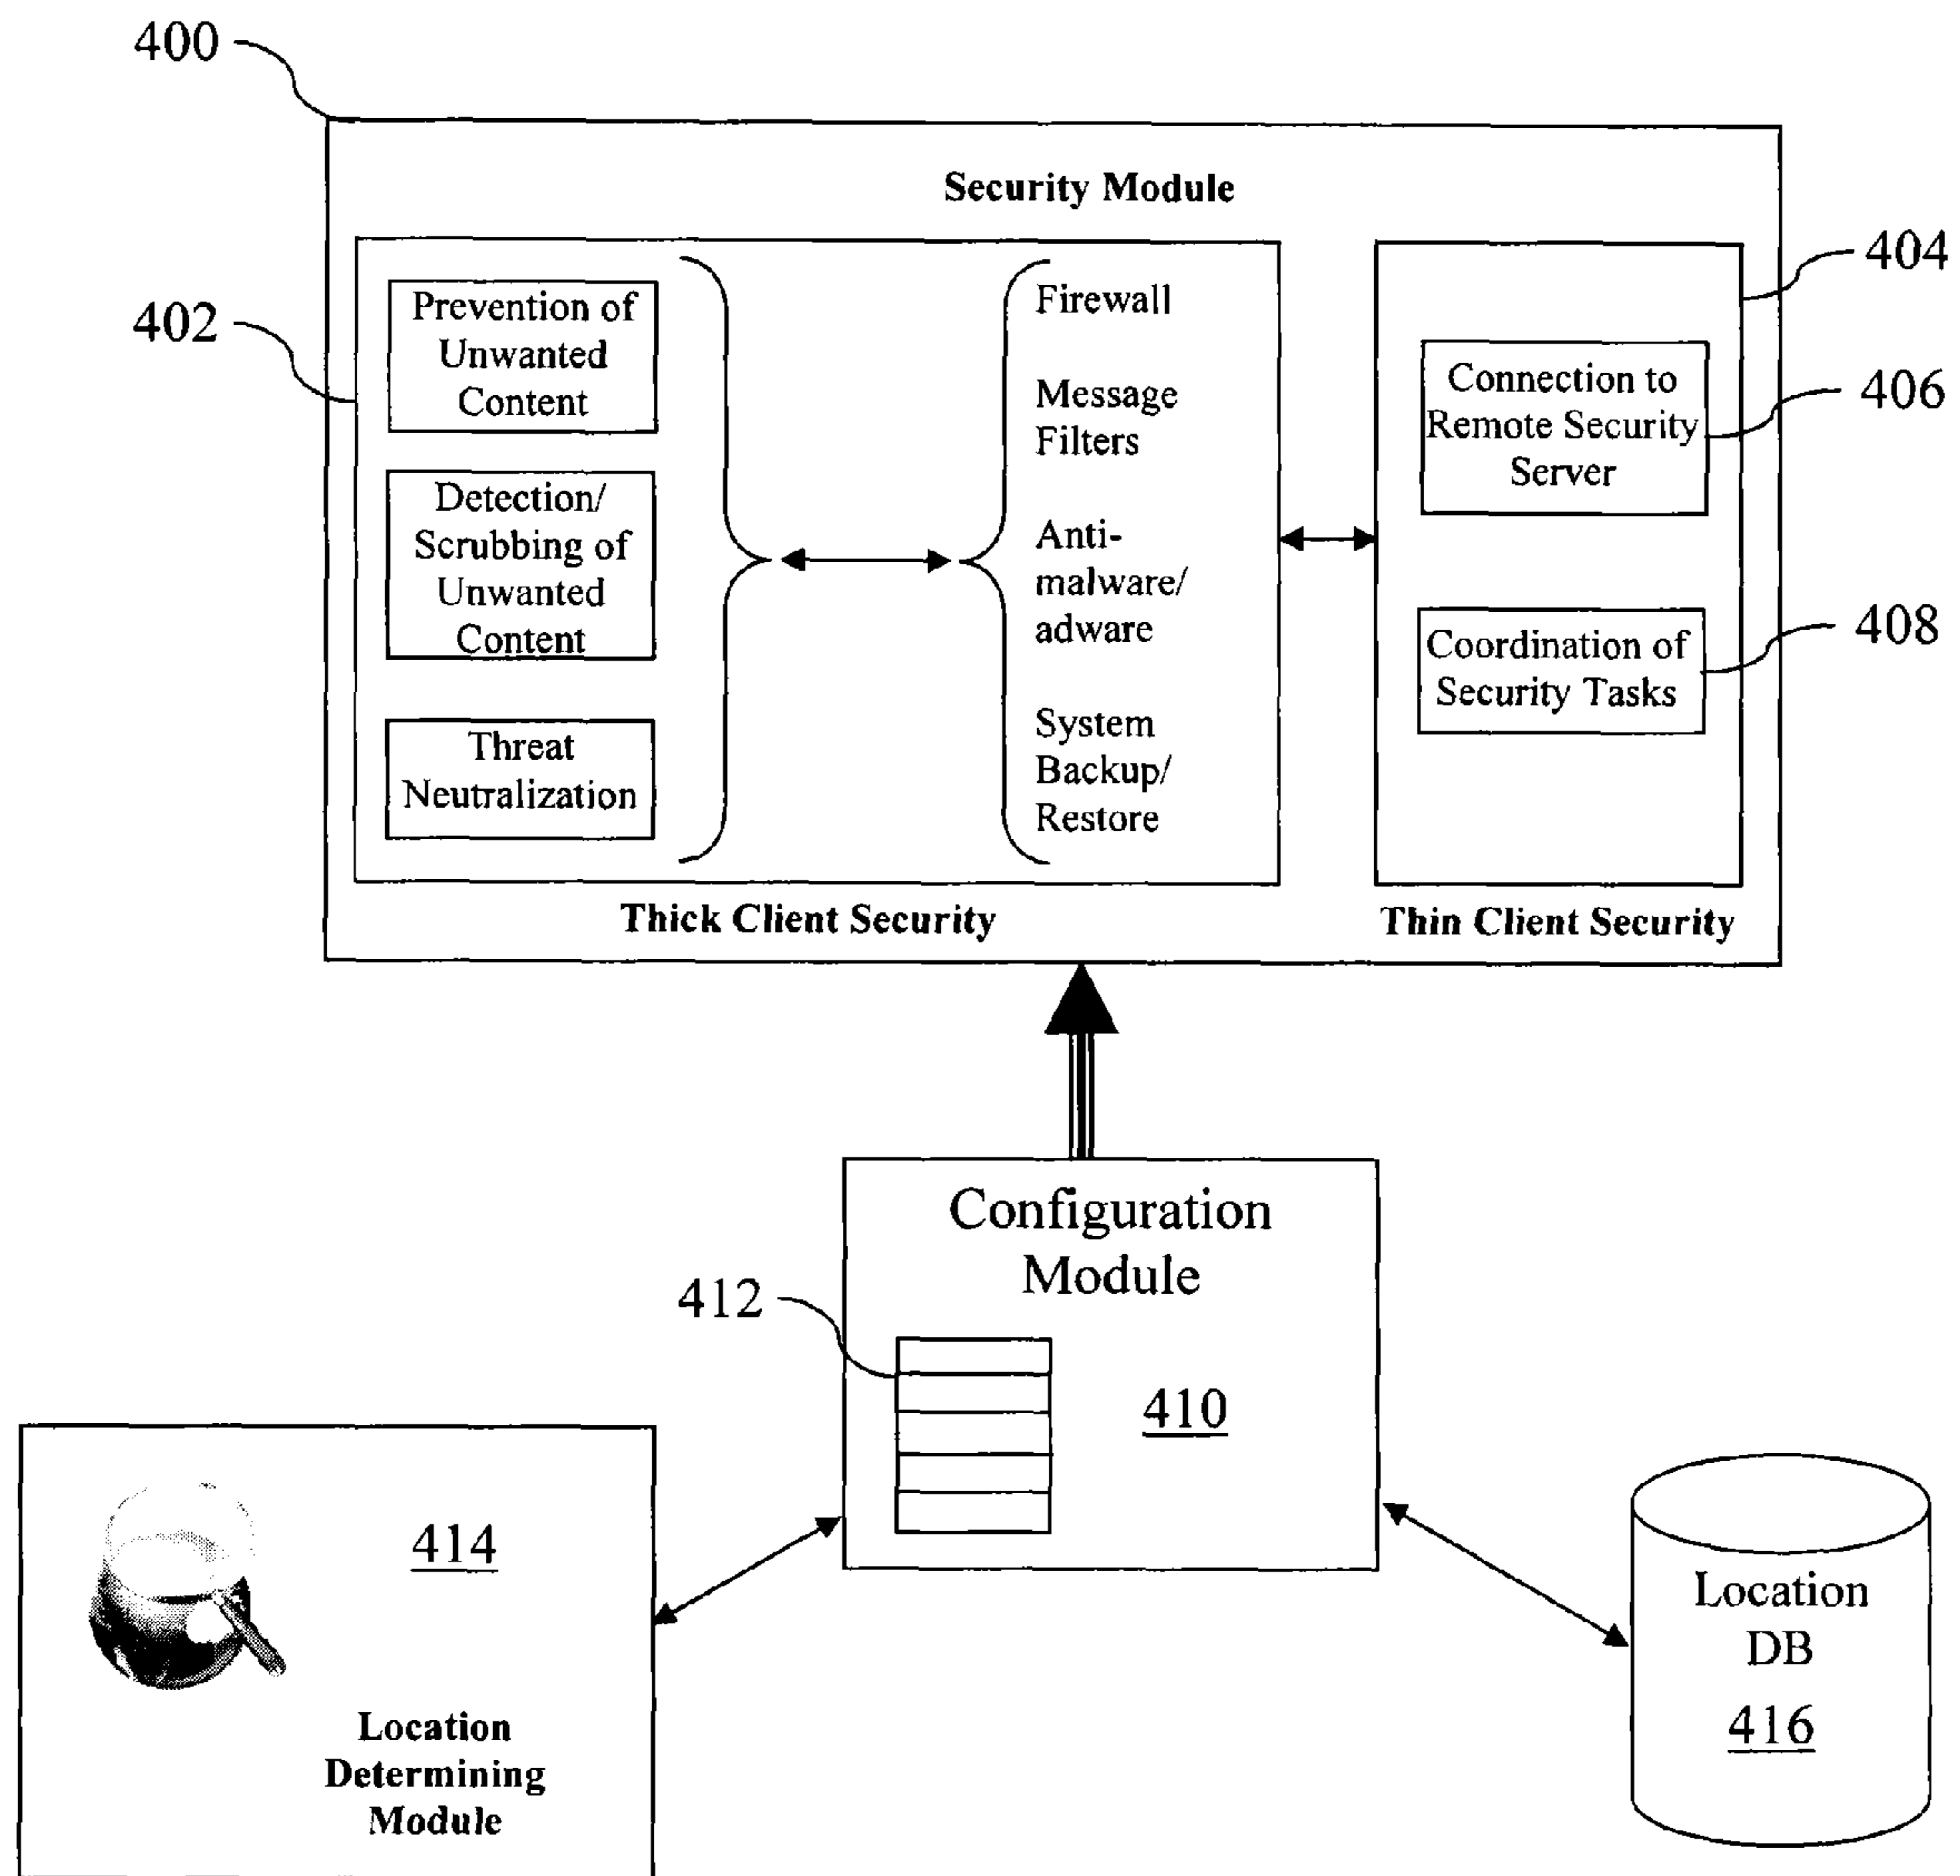 400
Security Module
402
Prevention of
Unwanted
Content
Detection/
Scrubbing of
Unwanted
Content
Threat
Neutralization
Firewall
Message
Filters
Anti-
malware/
adware
System
Backup/
Restore
Thick Client Security
404
Connection to
Remote Security
Server
406
Coordination of
Security Tasks
408
Thin Client Security
Configuration
Module
412
410
414
Location
Determining
Module
Location
DB
416